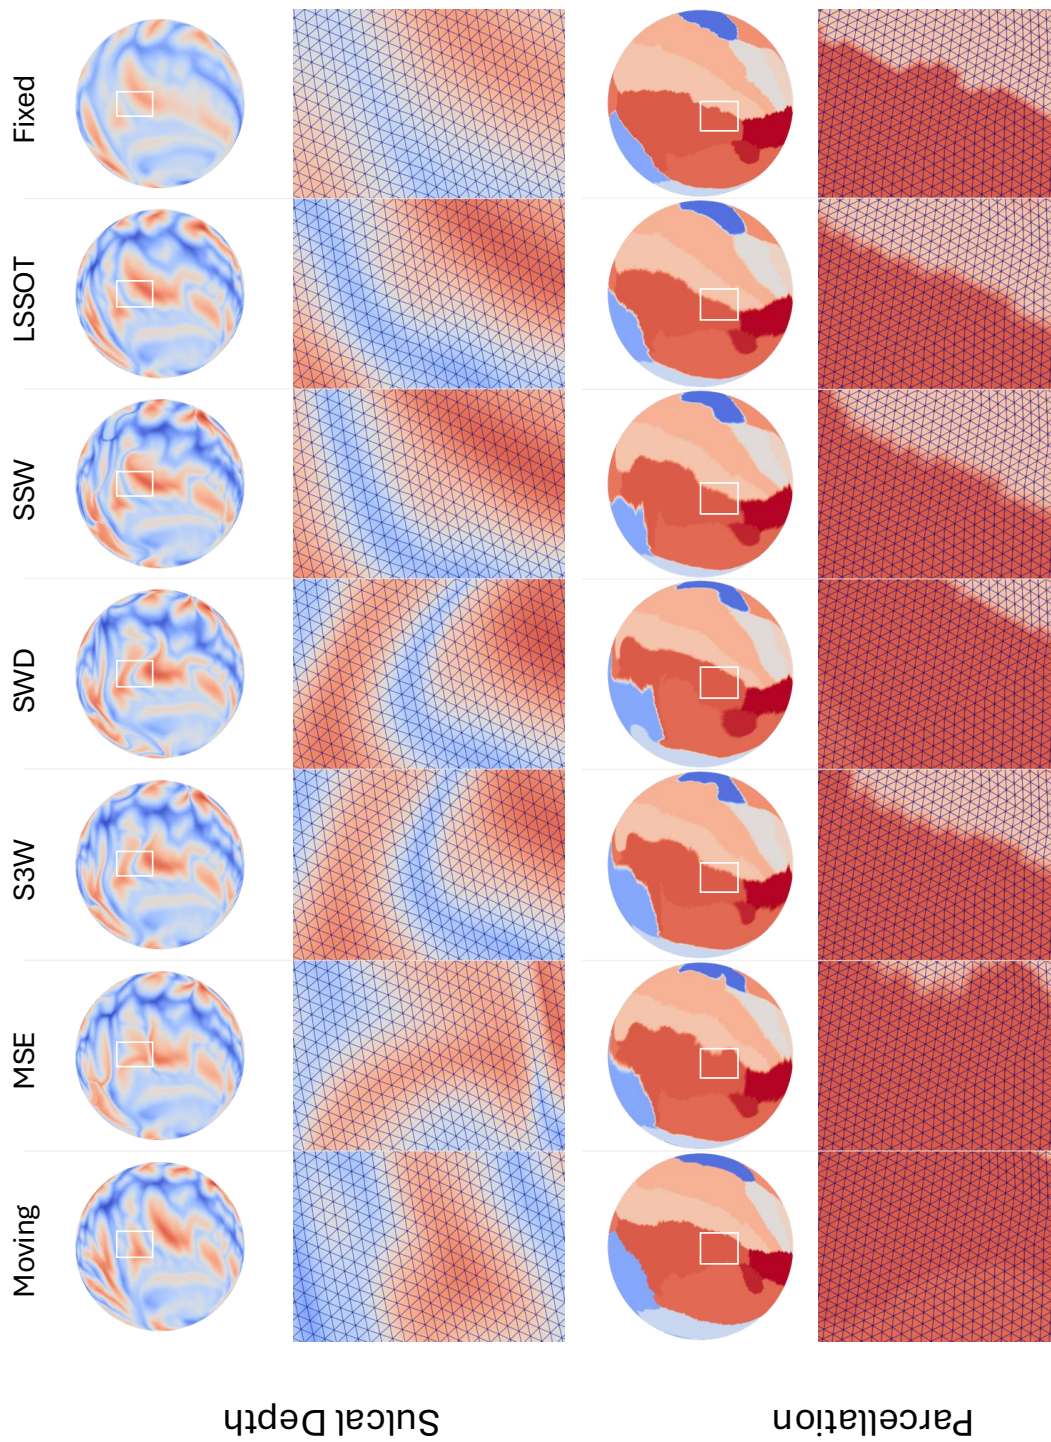 Moving
MSE
S3W
SWD
SSW
LSSOT
Fixed
Sulcal Depth
Parcellation